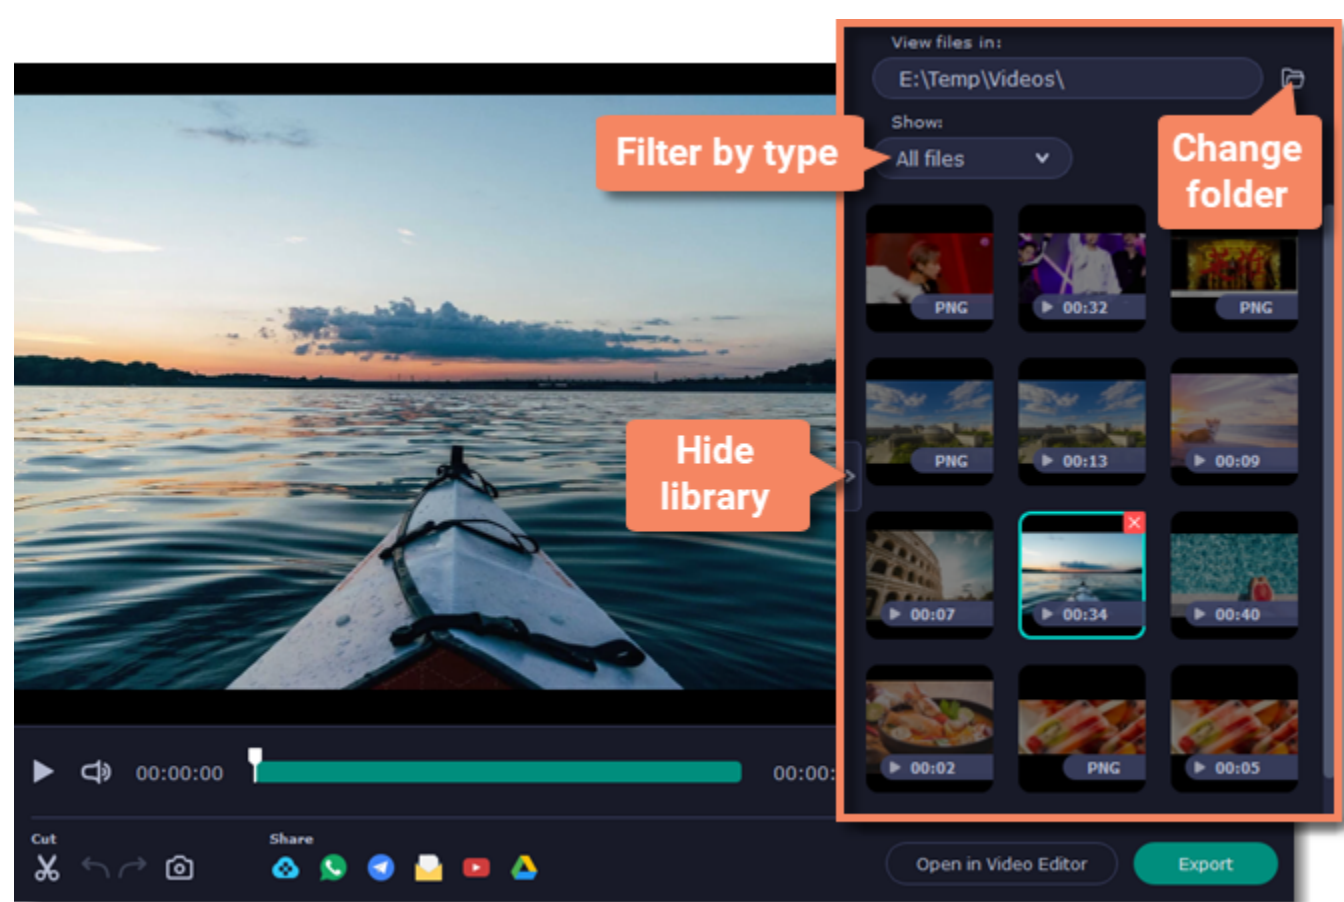 View files in:
E:\Temp\Videos\
Show:
All files
Filter by type
Change
folder
PNG
00:32
PNG
PNG
00:13
00:09
Hide
library
00:07
00:34
00:40
00:02
PNG
00:05
00:00:00
00:00:
Cut
Share
Open in Video Editor
Export